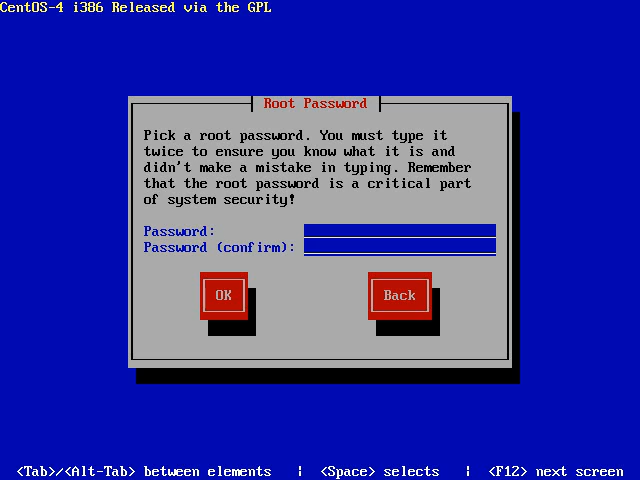 CentOS-4 i386 Released via the GPL
Root Password
Pick a root password. You must type it
twice to ensure you know what it is and
didn't make a mistake in typing. Remember
that the root password is a critical part
of system security!
Password:
Password (confirm):
OK Back
<Tab>/<Alt-Tab> between elements | <Space> selects | <F12> next screen